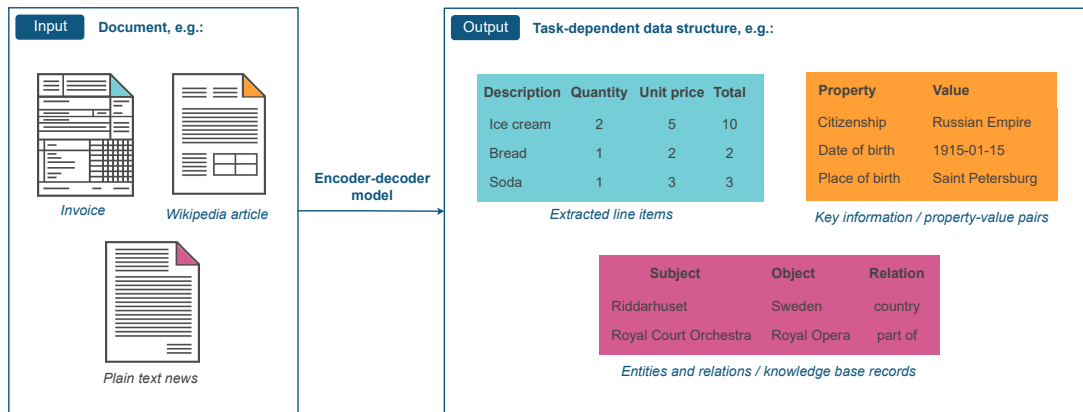 Input Document, e.g.:
Invoice
Wikipedia article
Plain text news
Encoder-decoder
model
Output Task-dependent data structure, e.g.:
Description Quantity Unit price Total
Ice cream 2 5 10
Bread 1 2 2
Soda 1 3 3
Extracted line items
Property Value
Citizenship Russian Empire
Date of birth 1915-01-15
Place of birth Saint Petersburg
Key information / property-value pairs
Subject Object Relation
Riddarhuset Sweden country
Royal Court Orchestra Royal Opera part of
Entities and relations / knowledge base records